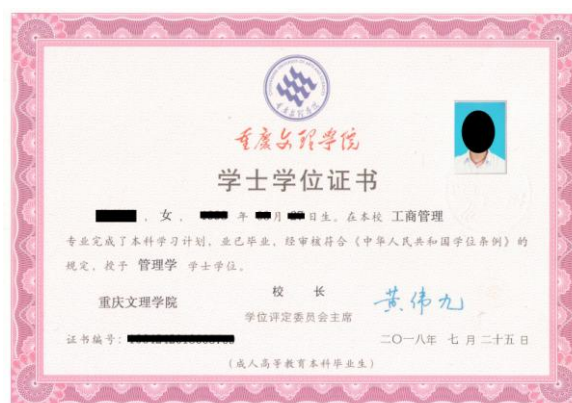 重庆文理学院
学士学位证书
，女，年 月 日生。在本校 工商管理
专业完成了本科学习计划，业已毕业，经审核符合《中华人民共和国学位条例》的
规定，授予 管理学 学士学位。
重庆文理学院
校 长
学位评定委员会主席
黄伟九
证书编号：
二〇一八年 七 月 二十五 日
(成人高等教育本科毕业生)